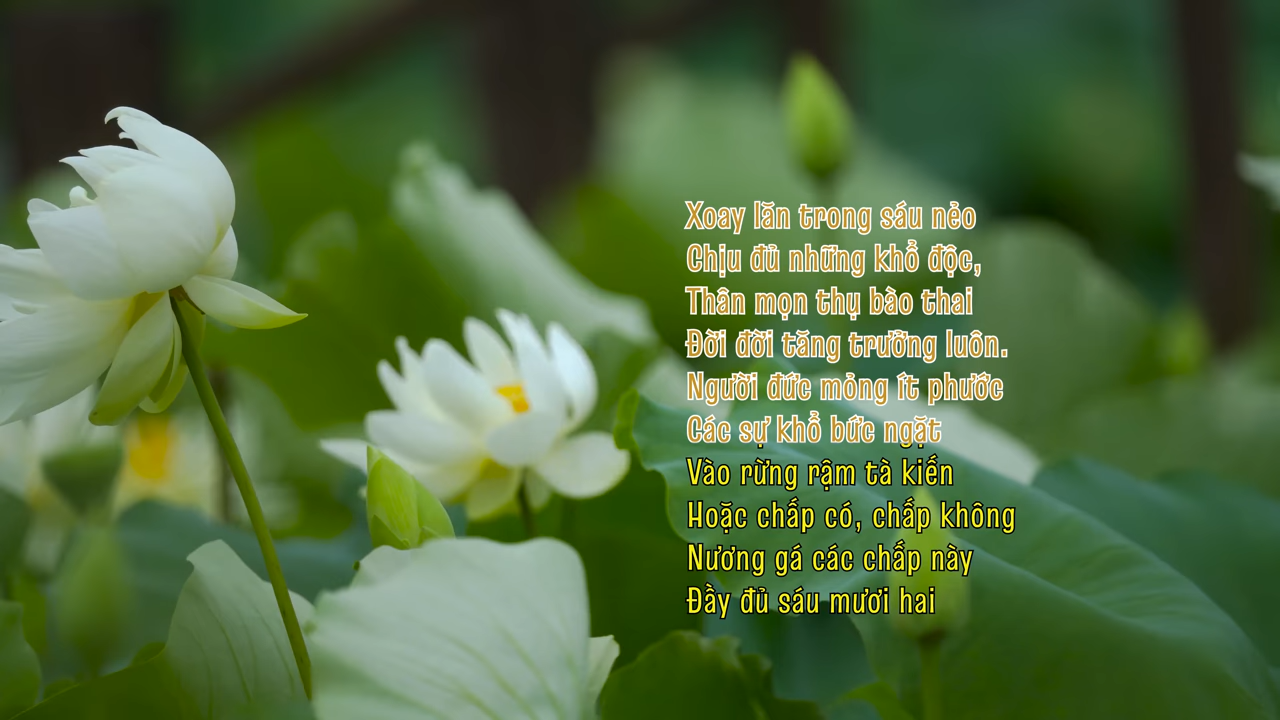 Xoay lăn trong sáu nẻo
Chịu đủ những khổ độc,
Thân mọn thụ bào thai
Đời đời tăng trưởng luôn.
Người đức mỏng ít phước
Các sự khổ bức ngặt
Vào rừng rậm tà kiến
Hoặc chấp có, chấp không
Nương gá các chấp này
Đầy đủ sáu mươi hai